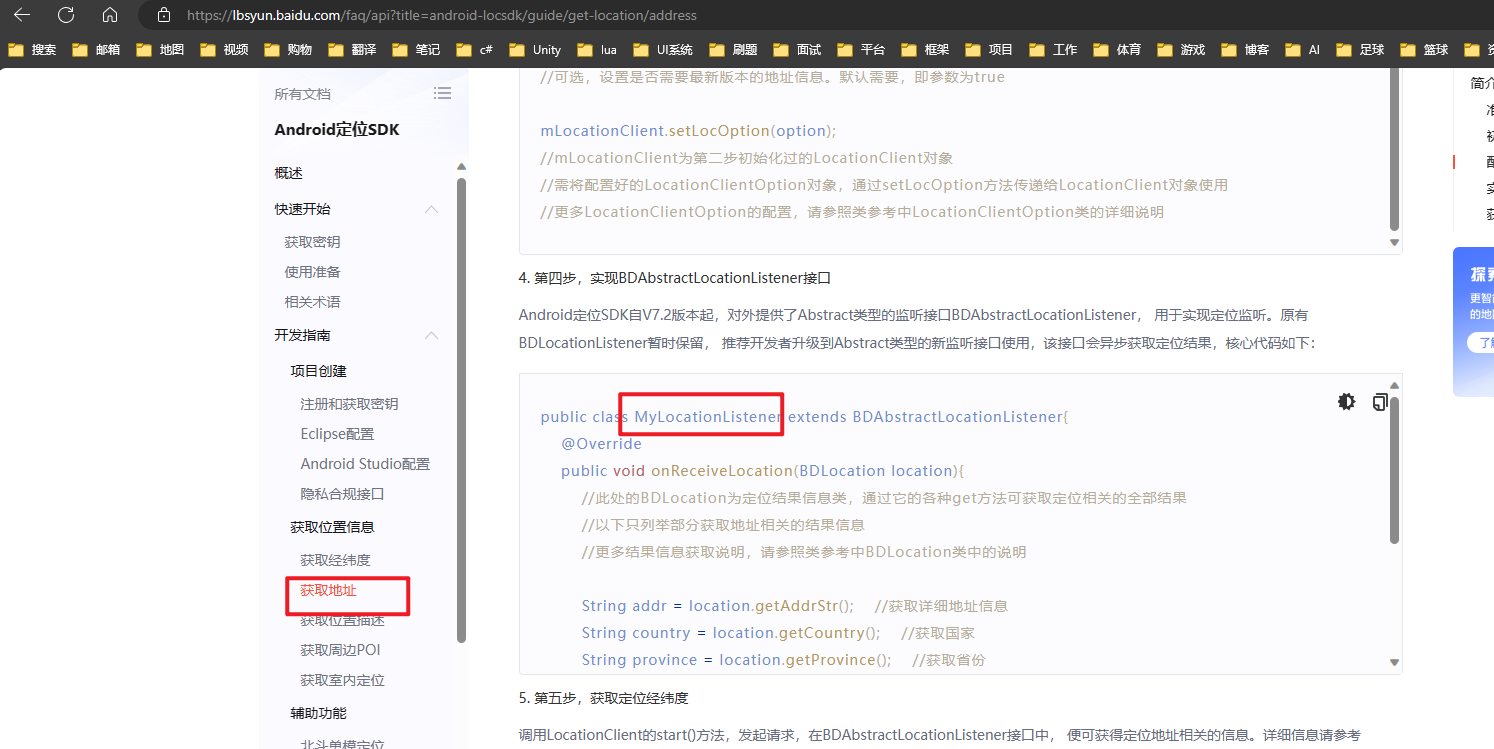 https://lbsyun.baidu.com/faq/api?title=android-locsdk/guide/get-location/address
搜索 邮箱 地图 视频 购物 翻译 笔记 c# Unity lua UI系统 刷题 面试 平台 框架 项目 工作 体育 游戏 博客 AI 足球 篮球
所有文档
Android定位SDK
概述
快速开始
获取密钥
使用准备
相关术语
开发指南
项目创建
注册和获取密钥
Eclipse配置
Android Studio配置
隐私合规接口
获取位置信息
获取经纬度
获取地址
获取位置描述
获取周边POI
获取室内定位
辅助功能
北斗单模定位
//可选，设置是否需要最新版本的地址信息。默认需要，即参数为true
mLocationClient.setLocOption(option);
//mLocationClient为第二步初始化过的LocationClient对象
//需将配置好的LocationClientOption对象，通过setLocOption方法传递给LocationClient对象使用
//更多LocationClientOption的配置，请参照类参考中LocationClientOption类的详细说明
4. 第四步，实现BDAbstractLocationListener接口
Android定位SDK自V7.2版本起，对外提供了Abstract类型的监听接口BDAbstractLocationListener， 用于实现定位监听。原有
BDLocationListener暂时保留， 推荐开发者升级到Abstract类型的新监听接口使用，该接口会异步获取定位结果，核心代码如下：
public class MyLocationListener extends BDAbstractLocationListener{
@Override
public void onReceiveLocation(BDLocation location){
//此处的BDLocation为定位结果信息类，通过它的各种get方法可获取定位相关的全部结果
//以下只列举部分获取地址相关的结果信息
//更多结果信息获取说明，请参照类参考中BDLocation类中的说明
String addr = location.getAddrStr(); //获取详细地址信息
String country = location.getCountry(); //获取国家
String province = location.getProvince(); //获取省份
5. 第五步，获取定位经纬度
调用LocationClient的start()方法，发起请求，在BDAbstractLocationListener接口中， 便可获得定位地址相关的信息。详细信息请参考
简介
探索
更智
的地
了解